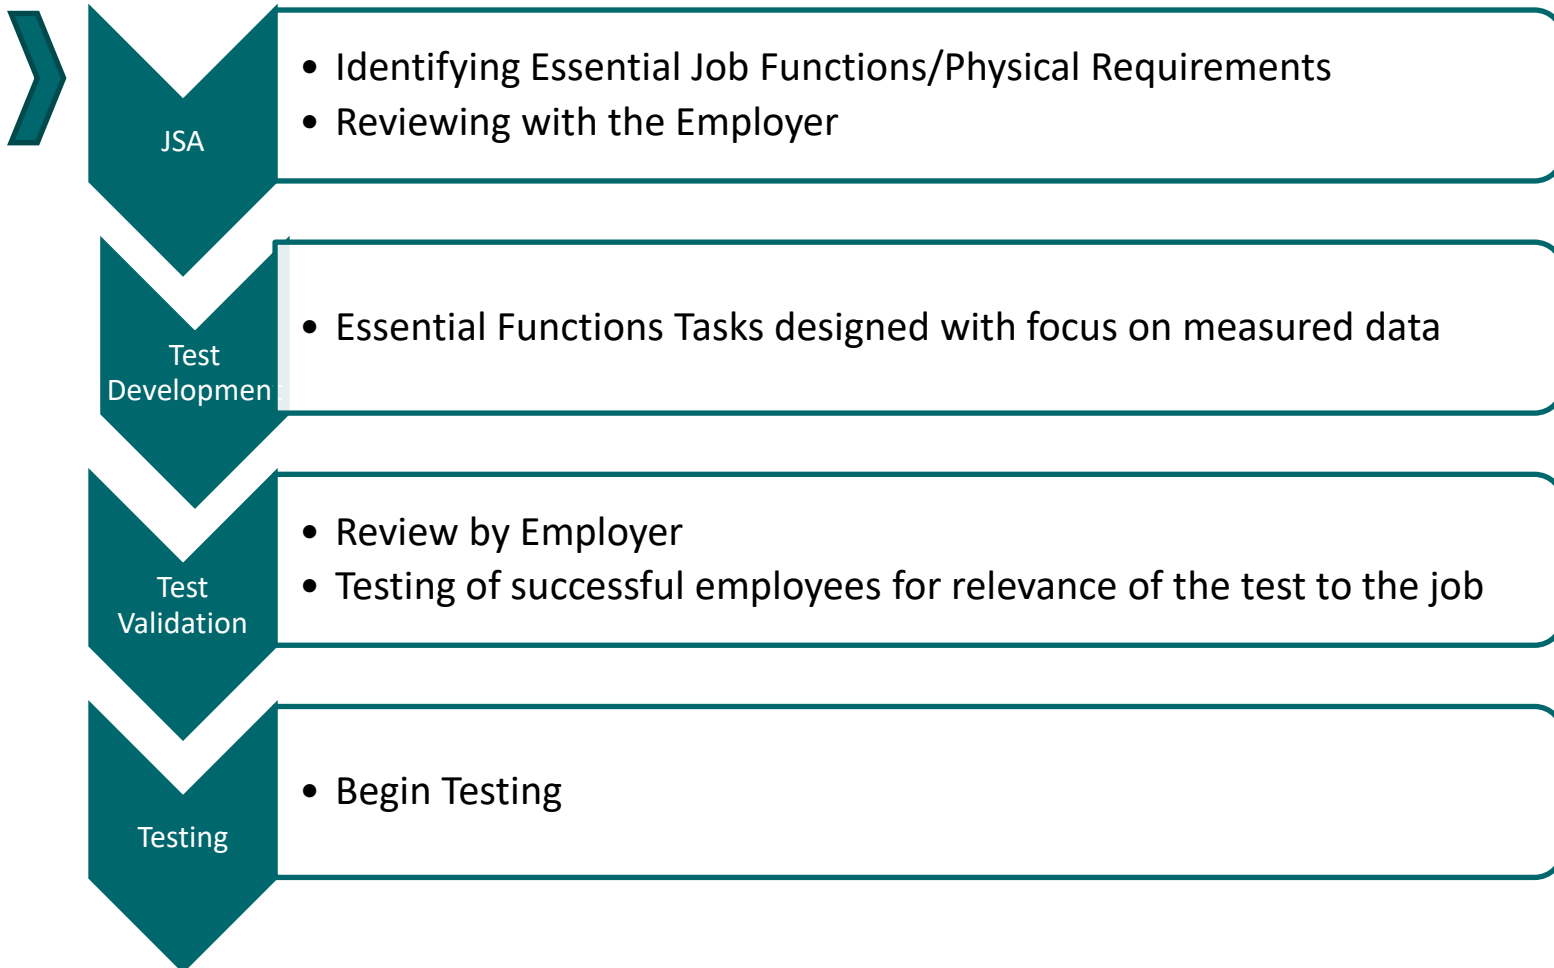 JSA
• Identifying Essential Job Functions/Physical Requirements
• Reviewing with the Employer
Test
Development
• Essential Functions Tasks designed with focus on measured data
Test
Validation
• Review by Employer
• Testing of successful employees for relevance of the test to the job
Testing
• Begin Testing